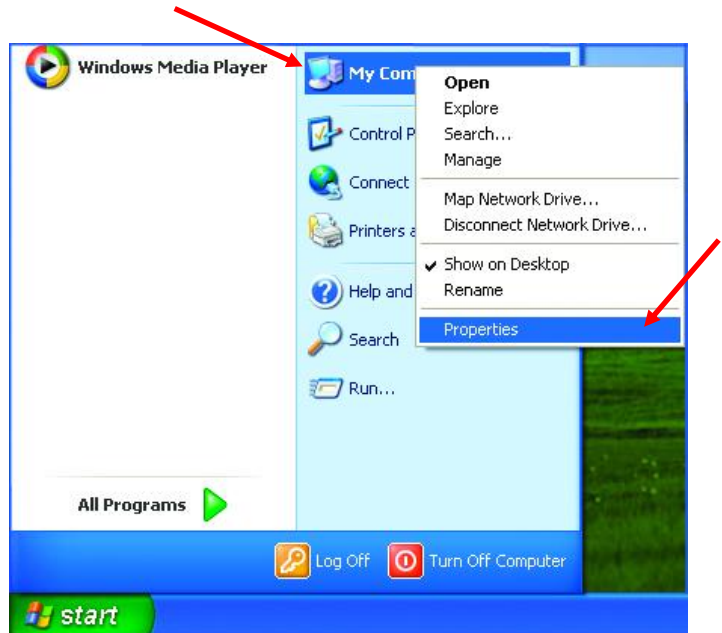 Windows Media Player
My Com
Control P
Connect
Printers a
Help and
Search
Run...
Open
Explore
Search...
Manage
Map Network Drive...
Disconnect Network Drive...
Show on Desktop
Rename
Properties
All Programs
Log Off
Turn Off Computer
start